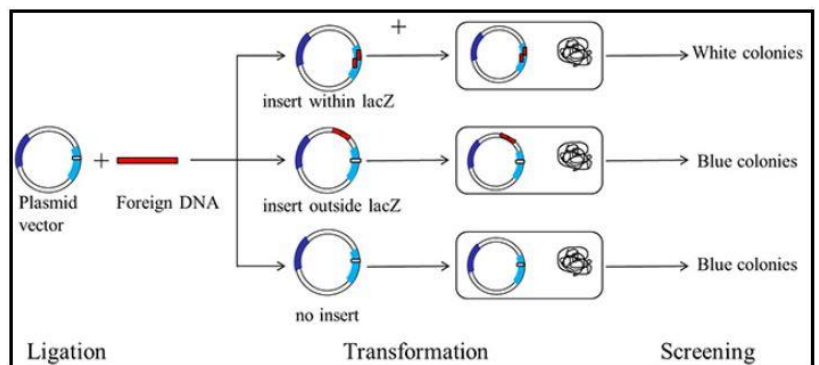 +
White colonies
insert within lacZ
+
Plasmid
vector
Foreign DNA
insert outside lacZ
Blue colonies
no insert
Blue colonies
Ligation
Transformation
Screening